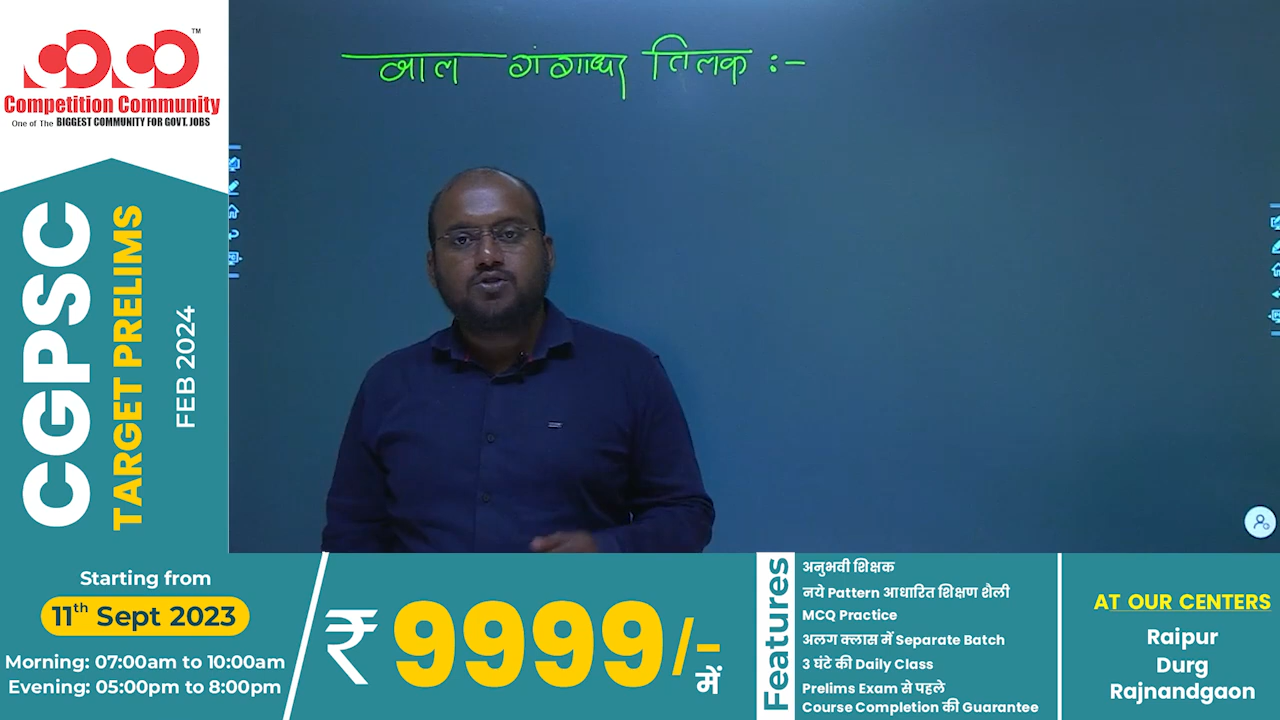 TM
Competition Community
One of The BIGGEST COMMUNITY FOR GOVT. JOBS
बाल गंगाधर तिलक :-
CGPSC
TARGET PRELIMS
FEB 2024
Starting from
11th Sept 2023
Morning: 07:00am to 10:00am
Evening: 05:00pm to 8:00pm
₹ 9999/- में
Features
अनुभवी शिक्षक
नये Pattern आधारित शिक्षण शैली
MCQ Practice
अलग क्लास में Separate Batch
3 घंटे की Daily Class
Prelims Exam से पहले
Course Completion की Guarantee
AT OUR CENTERS
Raipur
Durg
Rajnandgaon